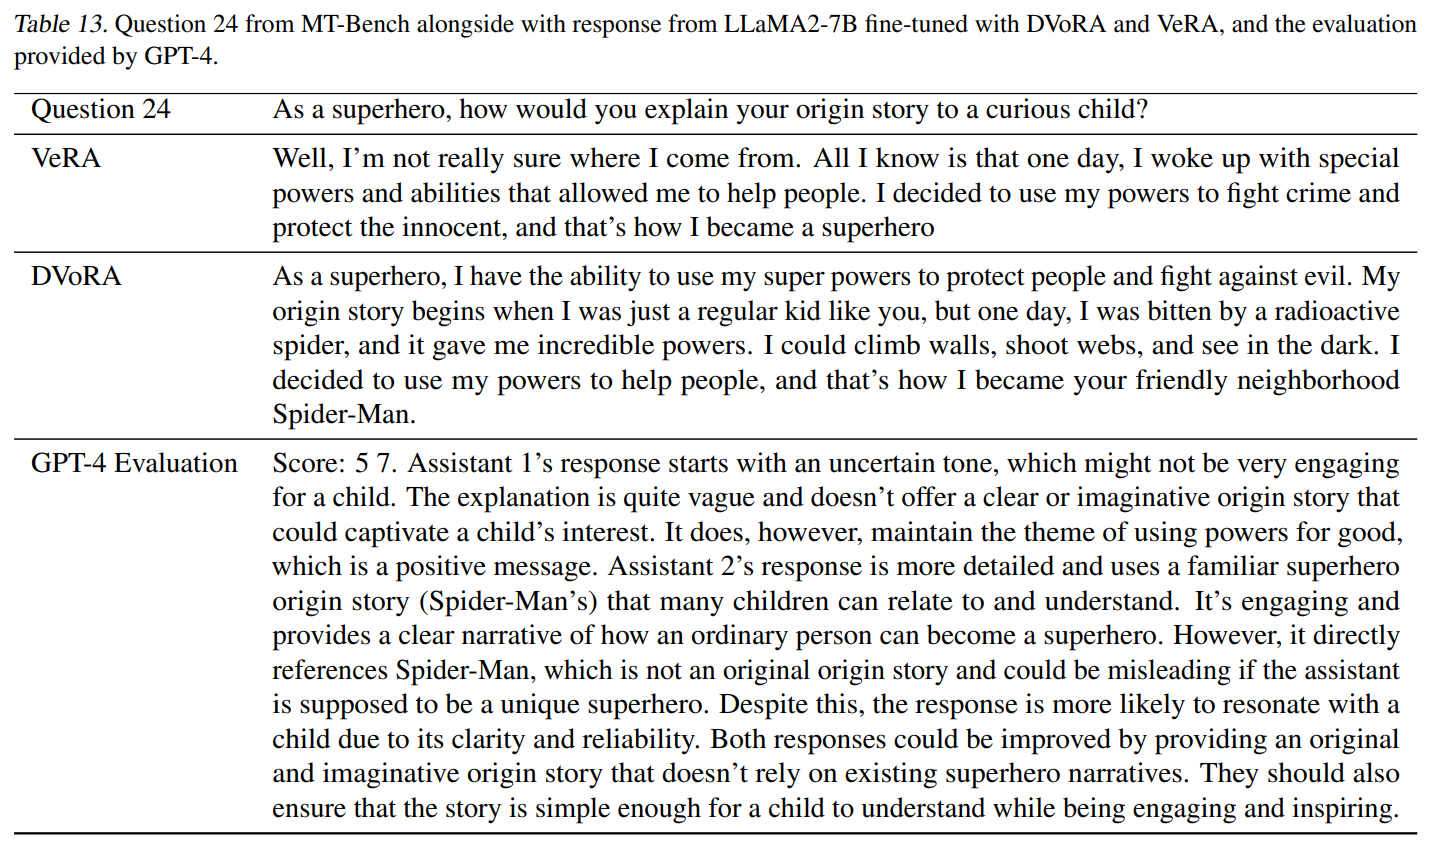 Table 13. Question 24 from MT-Bench alongside with response from LLaMA2-7B fine-tuned with DVoRA and VeRA, and the evaluation
provided by GPT-4.
Question 24 As a superhero, how would you explain your origin story to a curious child?
VeRA Well, I'm not really sure where I come from. All I know is that one day, I woke up with special
powers and abilities that allowed me to help people. I decided to use my powers to fight crime and
protect the innocent, and that's how I became a superhero
DVoRA As a superhero, I have the ability to use my super powers to protect people and fight against evil. My
origin story begins when I was just a regular kid like you, but one day, I was bitten by a radioactive
spider, and it gave me incredible powers. I could climb walls, shoot webs, and see in the dark. I
decided to use my powers to help people, and that's how I became your friendly neighborhood
Spider-Man.
GPT-4 Evaluation Score: 5 7. Assistant 1's response starts with an uncertain tone, which might not be very engaging
for a child. The explanation is quite vague and doesn't offer a clear or imaginative origin story that
could captivate a child's interest. It does, however, maintain the theme of using powers for good,
which is a positive message. Assistant 2's response is more detailed and uses a familiar superhero
origin story (Spider-Man's) that many children can relate to and understand. It's engaging and
provides a clear narrative of how an ordinary person can become a superhero. However, it directly
references Spider-Man, which is not an original origin story and could be misleading if the assistant
is supposed to be a unique superhero. Despite this, the response is more likely to resonate with a
child due to its clarity and reliability. Both responses could be improved by providing an original
and imaginative origin story that doesn't rely on existing superhero narratives. They should also
ensure that the story is simple enough for a child to understand while being engaging and inspiring.